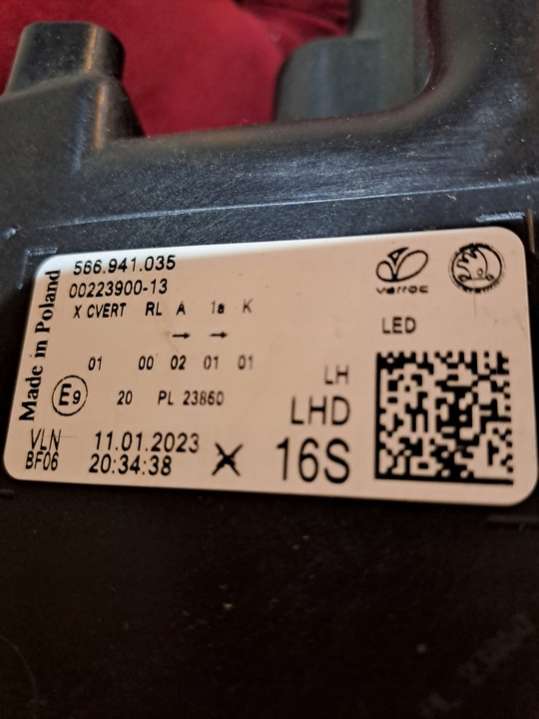 Made in Poland
566.941.035
00223900-13
X CVERT RL A 1a K
→ →
01 00 02 01 01
E9 20 PL 23860
VLN 11.01.2023
BF06 20:34:38
varroc
LED
LH
LHD
16S